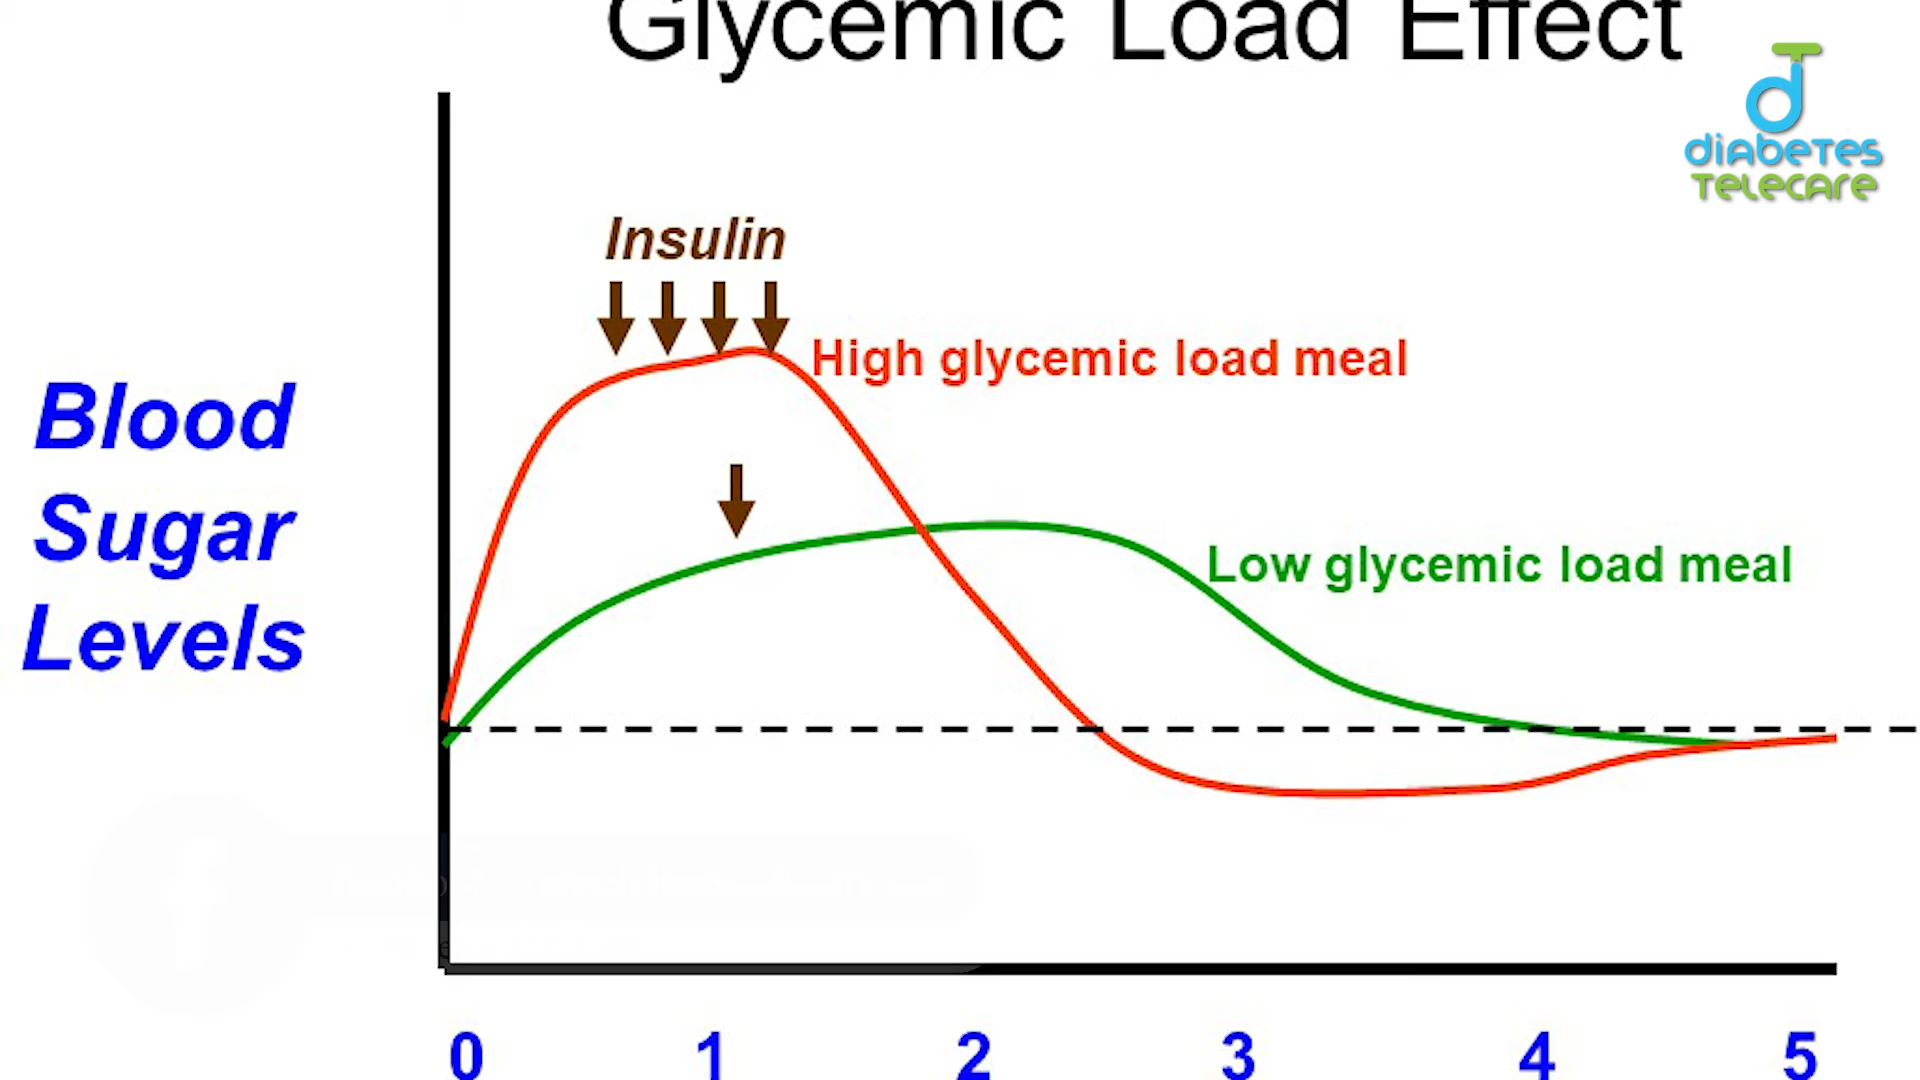 Glycemic Load Effect
diabetes
TELECARE
Insulin
High glycemic load meal
Blood
Sugar
Levels
Low glycemic load meal
0 1 2 3 4 5